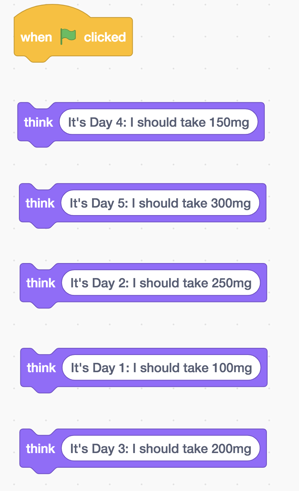 when clicked
think It's Day 4: I should take 150mg
think It's Day 5: I should take 300mg
think It's Day 2: I should take 250mg
think It's Day 1: I should take 100mg
think It's Day 3: I should take 200mg